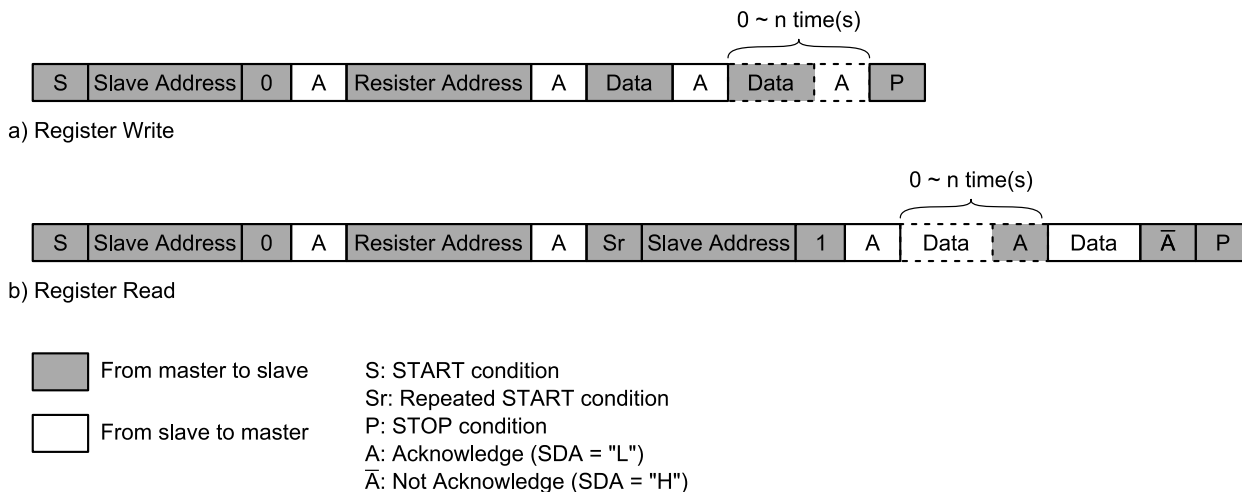 0 ~ n time(s)
S Slave Address 0 A Resister Address A Data A Data A P
a) Register Write
0 ~ n time(s)
S Slave Address 0 A Resister Address A Sr Slave Address 1 A Data A Data A̅ P
b) Register Read
From master to slave
From slave to master
S: START condition
Sr: Repeated START condition
P: STOP condition
A: Acknowledge (SDA = "L")
A̅: Not Acknowledge (SDA = "H")